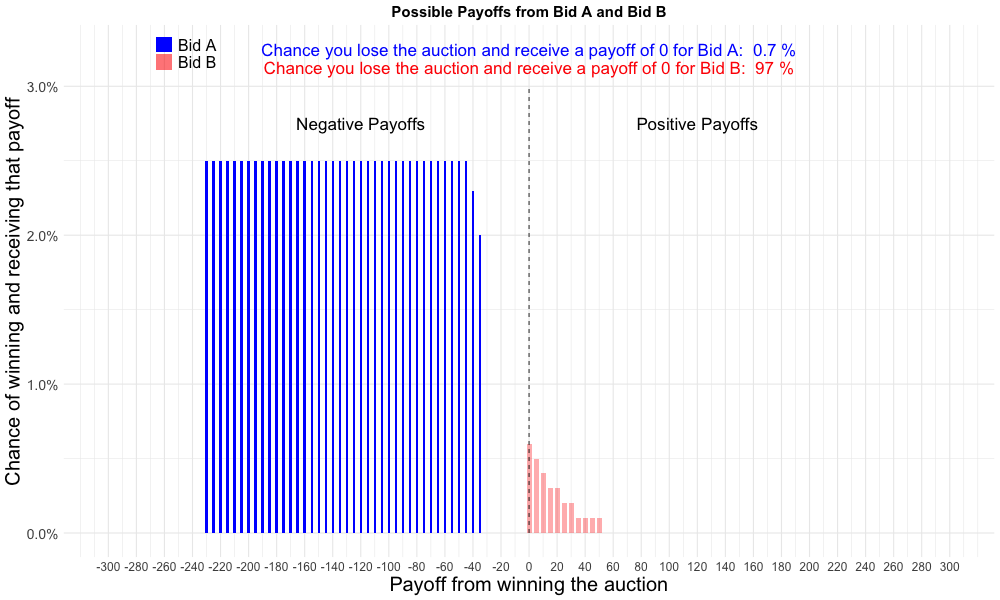 Possible Payoffs from Bid A and Bid B
Bid A
Bid B
Chance you lose the auction and receive a payoff of 0 for Bid A:  0.7 %
Chance you lose the auction and receive a payoff of 0 for Bid B:  97 %
Negative Payoffs
Positive Payoffs
Chance of winning and receiving that payoff
3.0%
2.0%
1.0%
0.0%
-300 -280 -260 -240 -220 -200 -180 -160 -140 -120 -100 -80 -60 -40 -20 0 20 40 60 80 100 120 140 160 180 200 220 240 260 280 300
Payoff from winning the auction